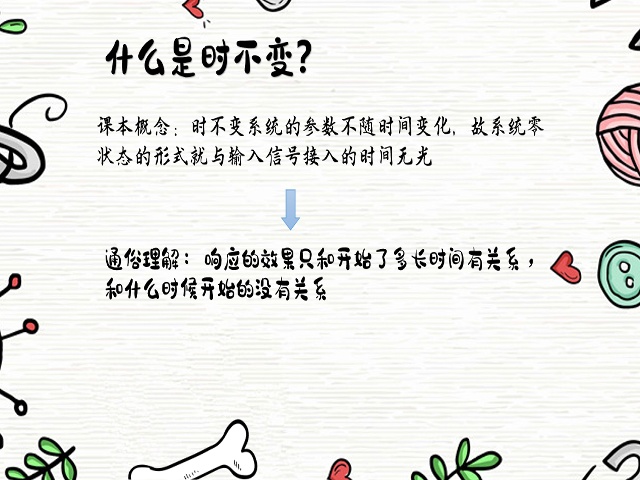 什么是时不变？
课本概念：时不变系统的参数不随时间变化，故系统零
状态的形式就与输入信号接入的时间无光
通俗理解：响应的效果只和开始了多长时间有关系，
和什么时候开始的没有关系